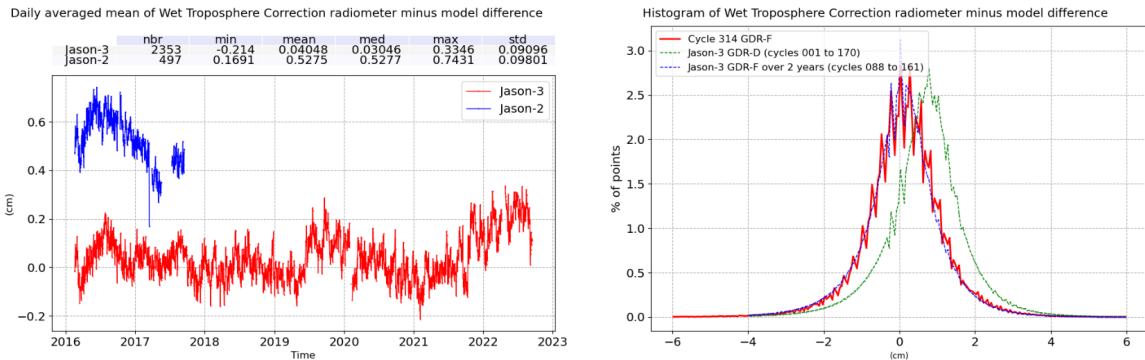 Daily averaged mean of Wet Troposphere Correction radiometer minus model difference
nbr min mean med max std
Jason-3 2353 -0.214 0.04048 0.03046 0.3346 0.09096
Jason-2 497 0.1691 0.5275 0.5277 0.7431 0.09801
Jason-3
Jason-2
0.6
0.4
0.2
0.0
−0.2
(cm)
2016 2017 2018 2019 2020 2021 2022 2023
Time
Histogram of Wet Troposphere Correction radiometer minus model difference
Cycle 314 GDR-F
Jason-3 GDR-D (cycles 001 to 170)
Jason-3 GDR-F over 2 years (cycles 088 to 161)
3.0
2.5
2.0
1.5
1.0
0.5
0.0
% of points
−6 −4 −2 0 2 4 6
(cm)